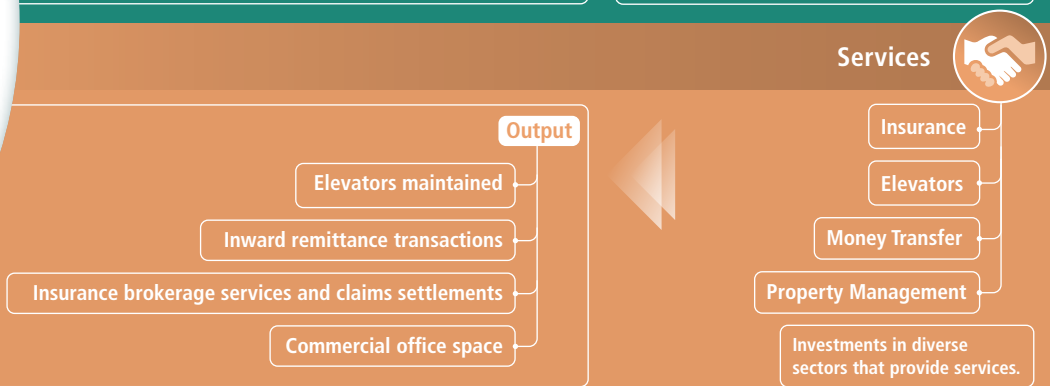 Services
Output
Elevators maintained
Inward remittance transactions
Insurance brokerage services and claims settlements
Commercial office space
Insurance
Elevators
Money Transfer
Property Management
Investments in diverse
sectors that provide services.